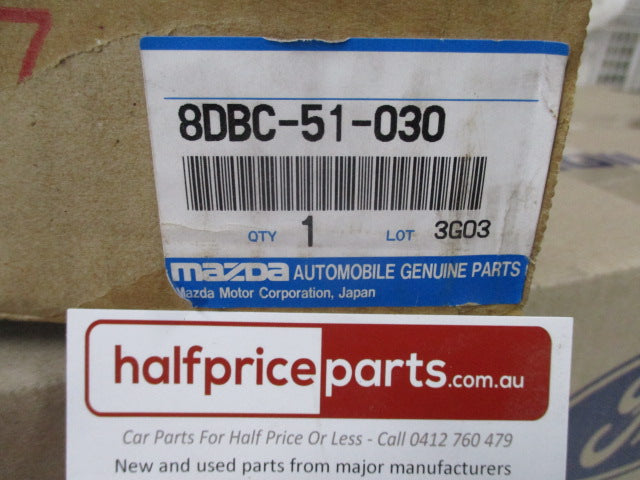 7
8DBC-51-030
QTY 1 LOT 3G03
mazDa AUTOMOBILE GENUINE PARTS
Mazda Motor Corporation, Japan
halfpriceparts.com.au
Car Parts For Half Price Or Less - Call 0412 760 479
New and used parts from major manufacturers